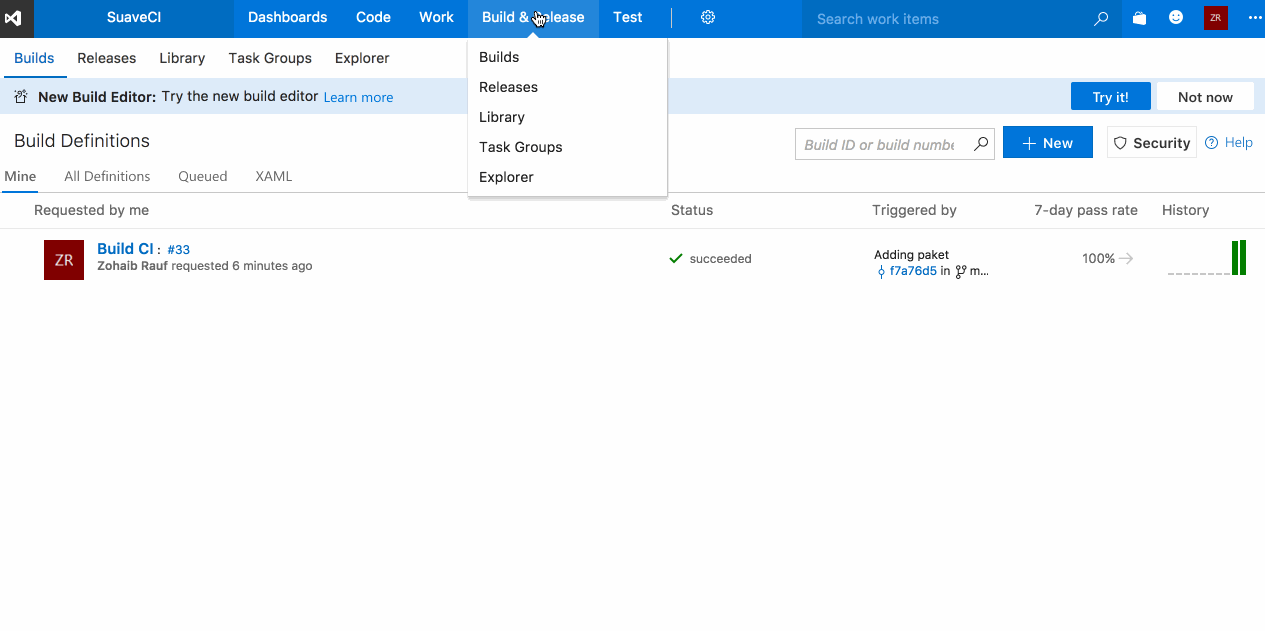 SuaveCI Dashboards Code Work Build & Release Test Search work items ZR
Builds Releases Library Task Groups Explorer
Builds
Releases
Library
Task Groups
Explorer
New Build Editor: Try the new build editor Learn more Try it! Not now
Build Definitions
Build ID or build numbe
New Security Help
Mine All Definitions Queued XAML
Requested by me Status Triggered by 7-day pass rate History
ZR
Build CI : #33
Zohaib Rauf requested 6 minutes ago
succeeded
Adding paket
f7a76d5 in m...
100%